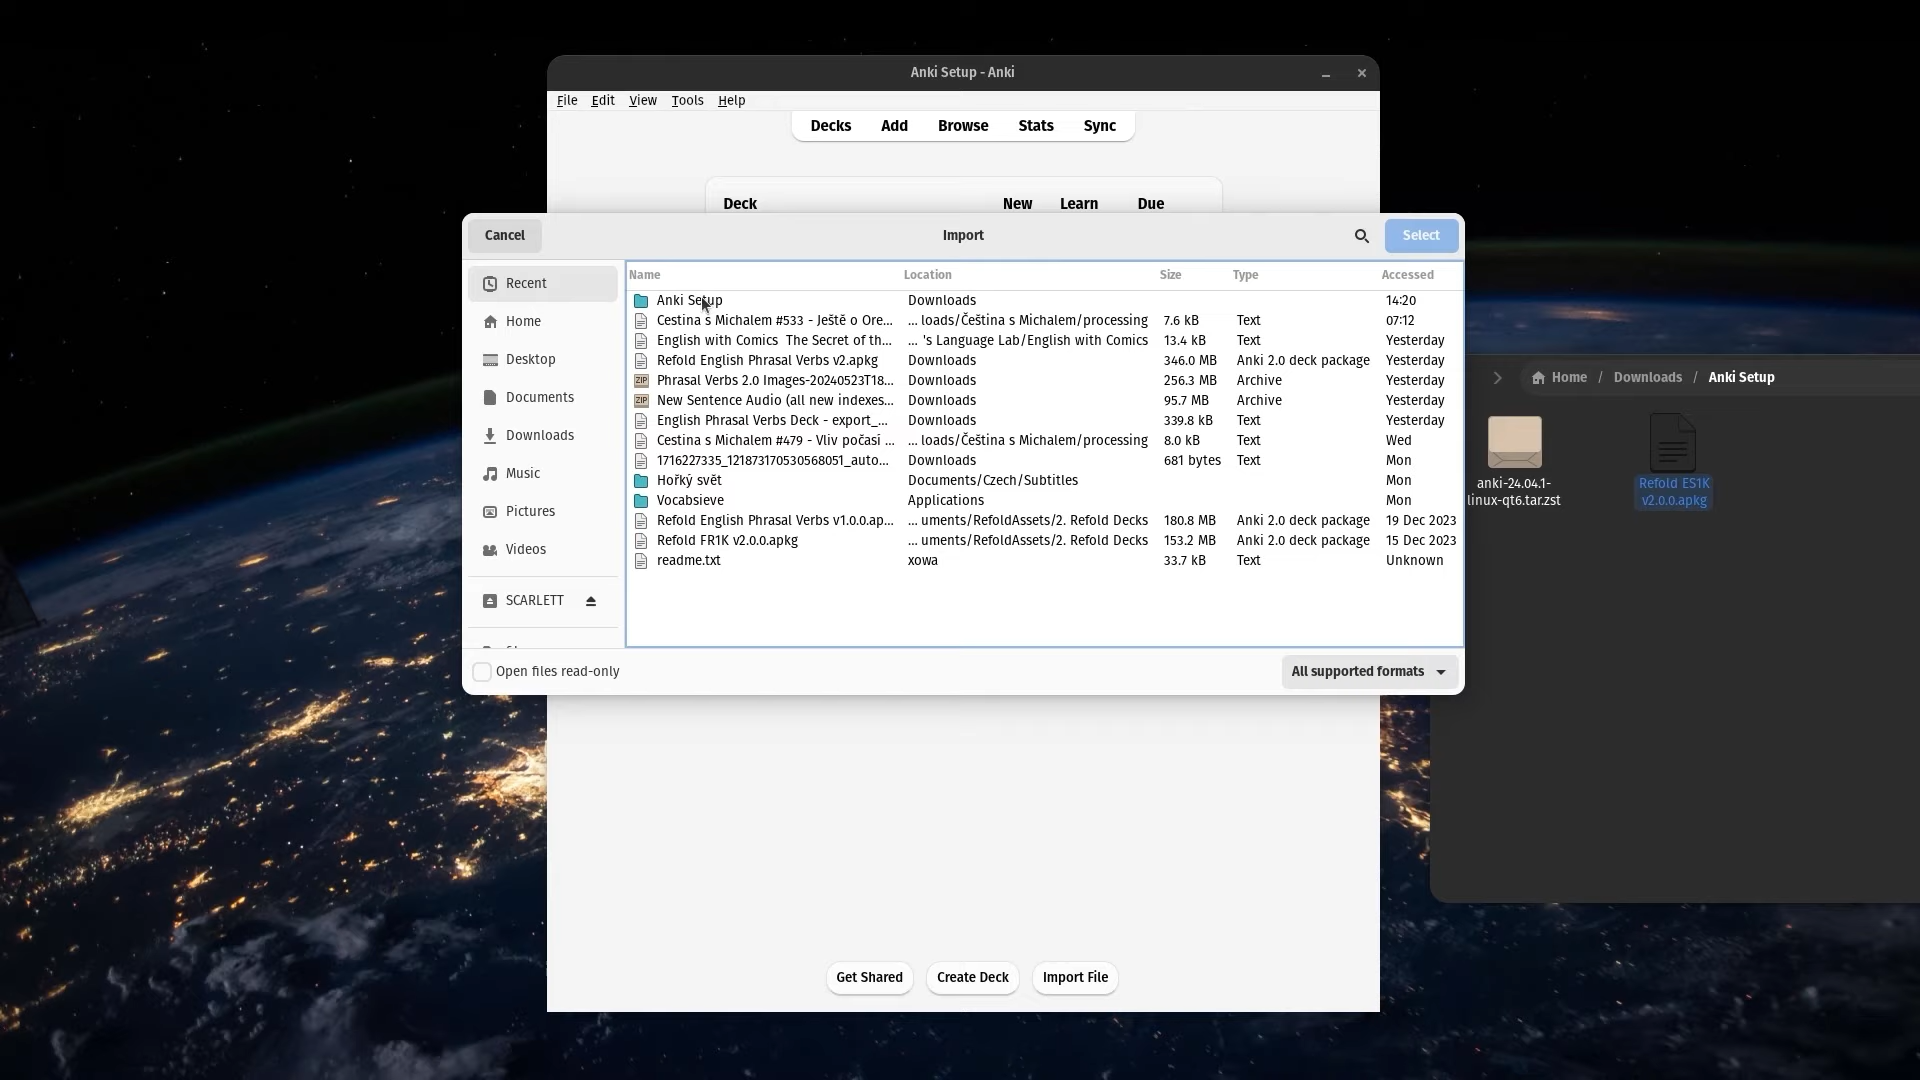 Anki Setup - Anki
File Edit View Tools Help
Decks Add Browse Stats Sync
Deck New Learn Due
Cancel Import Select
Recent
Home
Desktop
Documents
Downloads
Music
Pictures
Videos
SCARLETT
Name Location Size Type Accessed
Anki Setup Downloads 14:20
Cestina s Michalem #533 - Ještě o Ore... ... loads/Čeština s Michalem/processing 7.6 kB Text 07:12
English with Comics The Secret of th... ... 's Language Lab/English with Comics 13.4 kB Text Yesterday
Refold English Phrasal Verbs v2.apkg Downloads 346.0 MB Anki 2.0 deck package Yesterday
ZIP Phrasal Verbs 2.0 Images-20240523T18... Downloads 256.3 MB Archive Yesterday
ZIP New Sentence Audio (all new indexes... Downloads 95.7 MB Archive Yesterday
English Phrasal Verbs Deck - export_... Downloads 339.8 kB Text Yesterday
Cestina s Michalem #479 - Vliv počasí ... ... loads/Čeština s Michalem/processing 8.0 kB Text Wed
1716227335_121873170530568051_auto... Downloads 681 bytes Text Mon
Hořký svět Documents/Czech/Subtitles Mon
Vocabsieve Applications Mon
Refold English Phrasal Verbs v1.0.0.ap... ... uments/RefoldAssets/2. Refold Decks 180.8 MB Anki 2.0 deck package 19 Dec 2023
Refold FR1K v2.0.0.apkg ... uments/RefoldAssets/2. Refold Decks 153.2 MB Anki 2.0 deck package 15 Dec 2023
readme.txt xowa 33.7 kB Text Unknown
Open files read-only All supported formats
Home / Downloads / Anki Setup
anki-24.04.1-
linux-qt6.tar.zst
Refold ES1K
v2.0.0.apkg
Get Shared Create Deck Import File